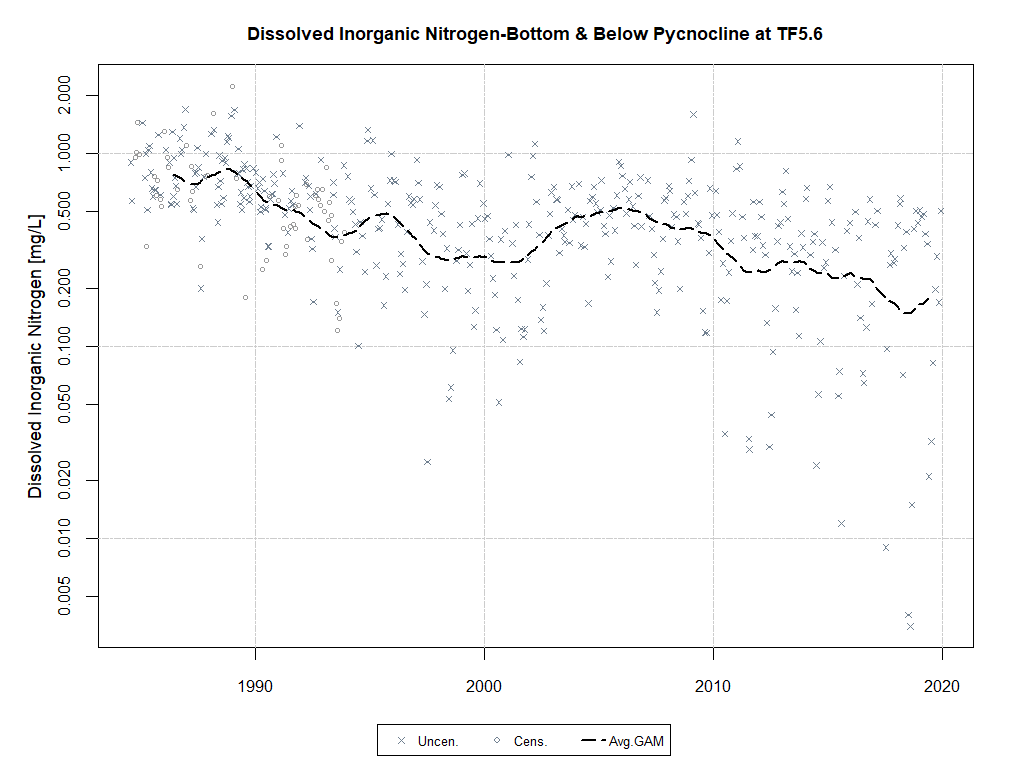 Dissolved Inorganic Nitrogen-Bottom & Below Pycnocline at TF5.6
Dissolved Inorganic Nitrogen [mg/L]
2.000
1.000
0.500
0.200
0.100
0.050
0.020
0.010
0.005
1990 2000 2010 2020
Uncen. Cens. Avg.GAM